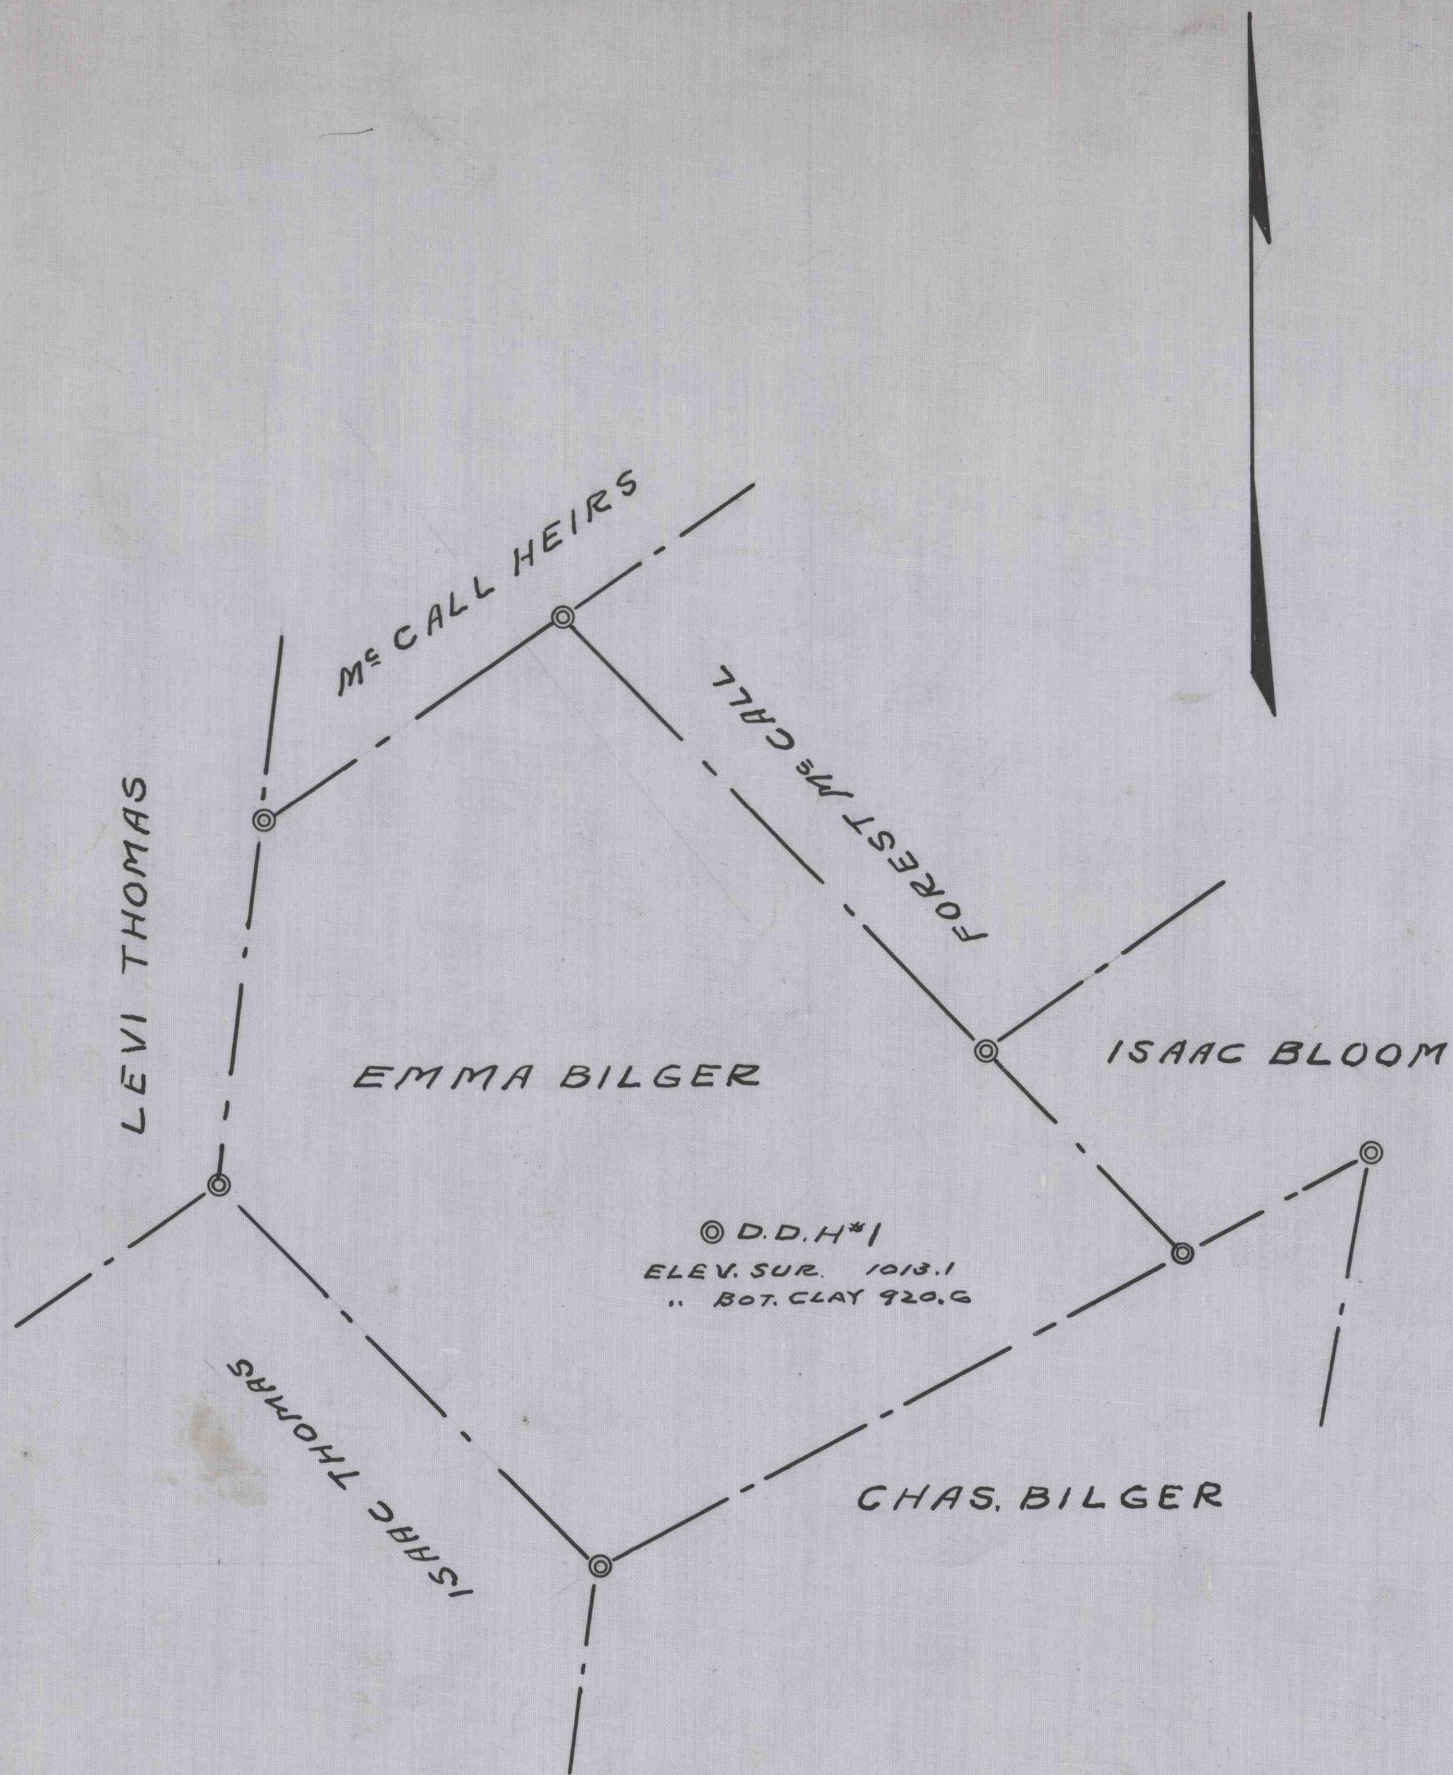 McCALL HEIRS
FOREST McCALL
LEVI THOMAS
EMMA BILGER
ISAAC BLOOM
D.D.H#1
ELEV. SUR. 1013.1
" BOT. CLAY 920.6
ISAAC THOMAS
CHAS. BILGER